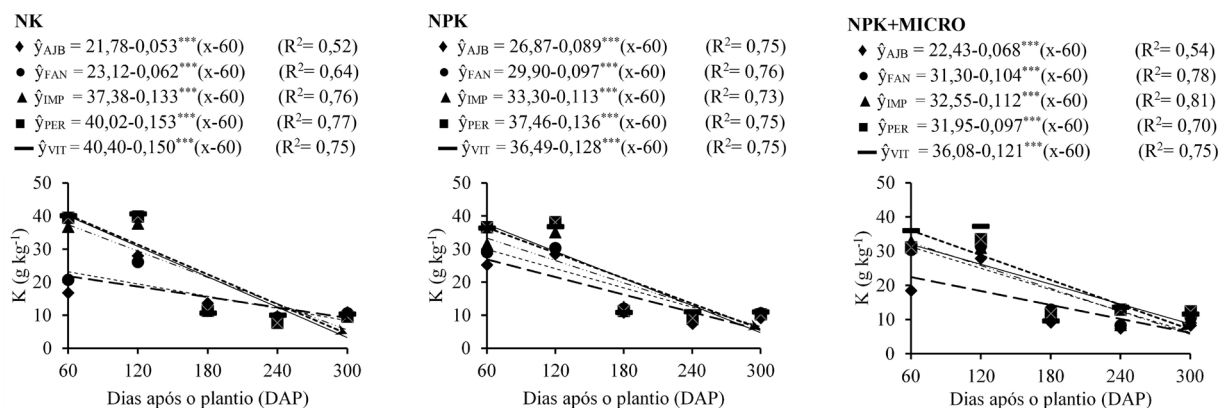 NK
ŷAJB = 21,78-0,053***(x-60) (R²= 0,52)
ŷFAN = 23,12-0,062***(x-60) (R²= 0,64)
ŷIMP = 37,38-0,133***(x-60) (R²= 0,76)
ŷPER = 40,02-0,153***(x-60) (R²= 0,77)
ŷVIT = 40,40-0,150***(x-60) (R²= 0,75)
K (g kg⁻¹)
50
40
30
20
10
0
60 120 180 240 300
Dias após o plantio (DAP)
NPK
ŷAJB = 26,87-0,089***(x-60) (R²= 0,75)
ŷFAN = 29,90-0,097***(x-60) (R²= 0,76)
ŷIMP = 33,30-0,113***(x-60) (R²= 0,73)
ŷPER = 37,46-0,136***(x-60) (R²= 0,75)
ŷVIT = 36,49-0,128***(x-60) (R²= 0,75)
K (g kg⁻¹)
50
40
30
20
10
0
60 120 180 240 300
Dias após o plantio (DAP)
NPK+MICRO
ŷAJB = 22,43-0,068***(x-60) (R²= 0,54)
ŷFAN = 31,30-0,104***(x-60) (R²= 0,78)
ŷIMP = 32,55-0,112***(x-60) (R²= 0,81)
ŷPER = 31,95-0,097***(x-60) (R²= 0,70)
ŷVIT = 36,08-0,121***(x-60) (R²= 0,75)
K (g kg⁻¹)
50
40
30
20
10
0
60 120 180 240 300
Dias após o plantio (DAP)